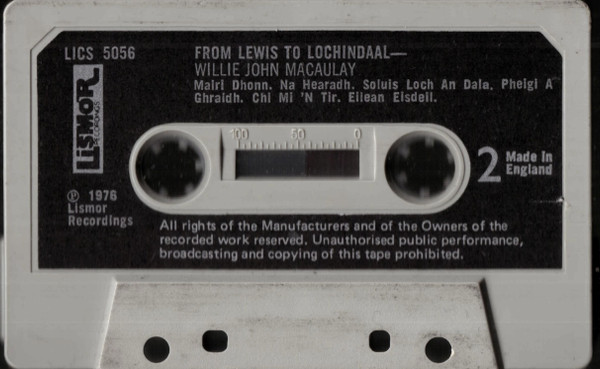 LICS 5056
FROM LEWIS TO LOCHINDAAL—
WILLIE JOHN MACAULAY
Mairi Dhonn. Na Hearadh. Soluis Loch An Dala. Pheigi A
Ghraidh. Chi Mi 'N Tir. Eilean Eisdeil.
LISMOR
RECORDINGS
100 50 0
2
Made in
England
℗ 1976
Lismor
Recordings
All rights of the Manufacturers and of the Owners of the
recorded work reserved. Unauthorised public performance,
broadcasting and copying of this tape prohibited.